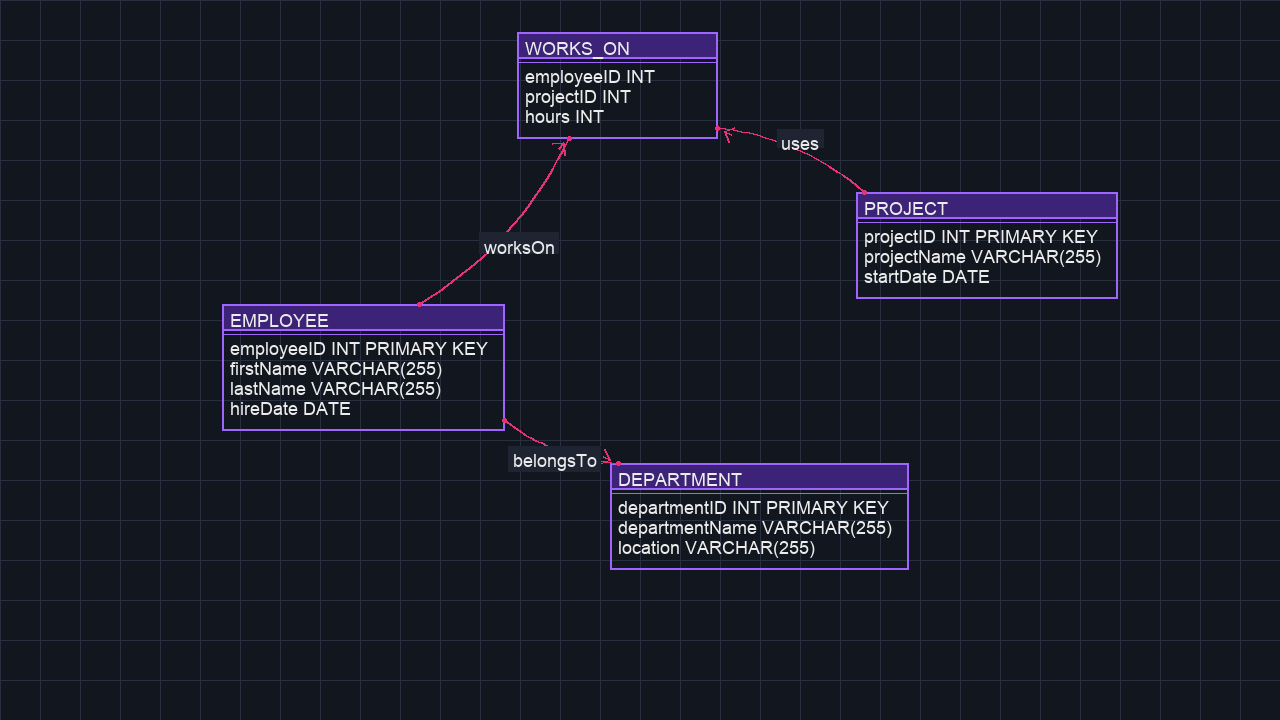 WORKS_ON
employeeID INT
projectID INT
hours INT
uses
PROJECT
projectID INT PRIMARY KEY
projectName VARCHAR(255)
startDate DATE
worksOn
EMPLOYEE
employeeID INT PRIMARY KEY
firstName VARCHAR(255)
lastName VARCHAR(255)
hireDate DATE
belongsTo
DEPARTMENT
departmentID INT PRIMARY KEY
departmentName VARCHAR(255)
location VARCHAR(255)